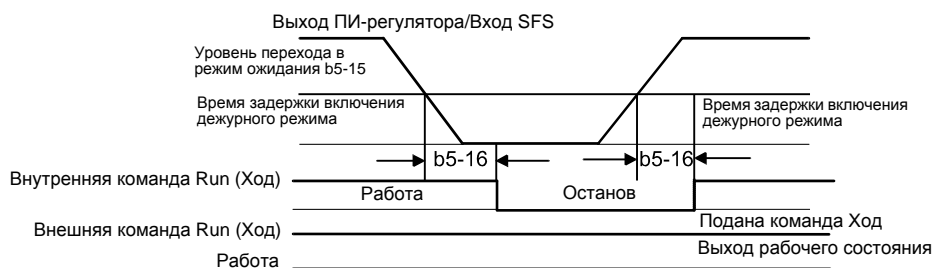 Выход ПИ-регулятора/Вход SFS
Уровень перехода в
режим ожидания b5-15
Время задержки включения
дежурного режима
Время задержки включения
дежурного режима
b5-16
b5-16
Внутренняя команда Run (Ход)
Работа
Останов
Подана команда Ход
Внешняя команда Run (Ход)
Выход рабочего состояния
Работа